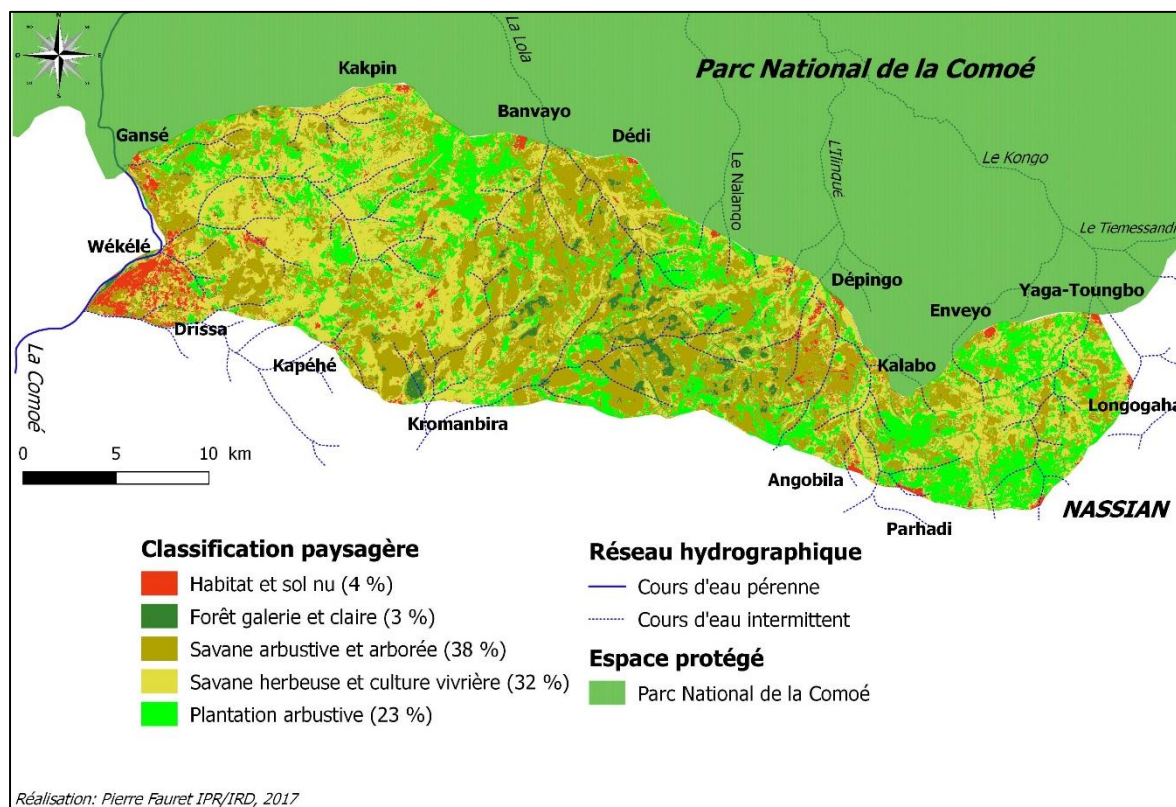 N
O
E
S
La Lola
Kakpin
Parc National de la Comoé
Banvayo
Gansé
Dédi
Le Nalanqo
L'Ilinqué
Le Kongo
Wékélé
Le Tiemessandi
Dépingo
Yaga-Toungbo
Enveyo
Drissa
La Comoé
Kapéhé
Kalabo
Longogaha
Kromanbira
0 5 10 km
Angobila
NASSIAN
Parhadi
Classification paysagère
Habitat et sol nu (4 %)
Forêt galerie et claire (3 %)
Savane arbustive et arborée (38 %)
Savane herbeuse et culture vivrière (32 %)
Plantation arbustive (23 %)
Réseau hydrographique
Cours d'eau pérenne
Cours d'eau intermittent
Espace protégé
Parc National de la Comoé
Réalisation: Pierre Fauret IPR/IRD, 2017